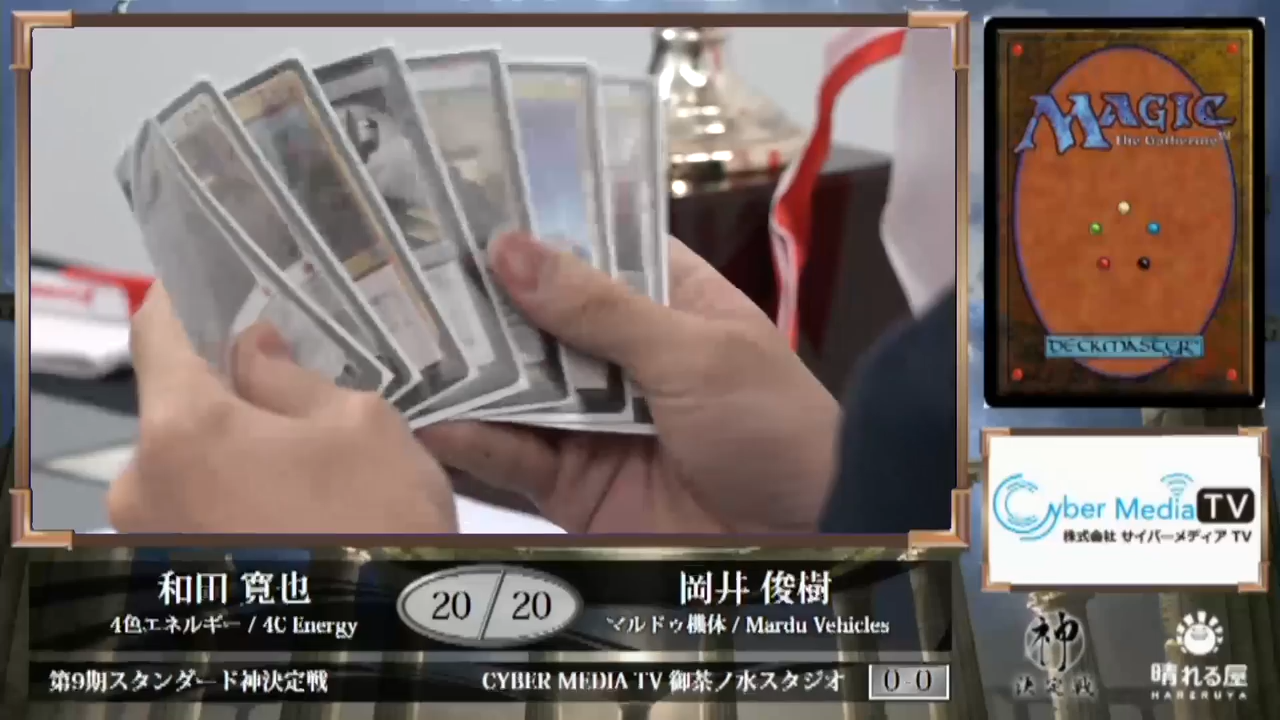 MAGIC
The Gathering
DECKMASTER
Cyber Media TV
株式会社 サイバーメディア TV
和田 寛也
4色エネルギー / 4C Energy
20 / 20
岡井 俊樹
マルドゥ機体 / Mardu Vehicles
第9期スタンダード神決定戦
CYBER MEDIA TV 御茶ノ水スタジオ
0-0
神
決定戦
晴れる屋
HARERUYA